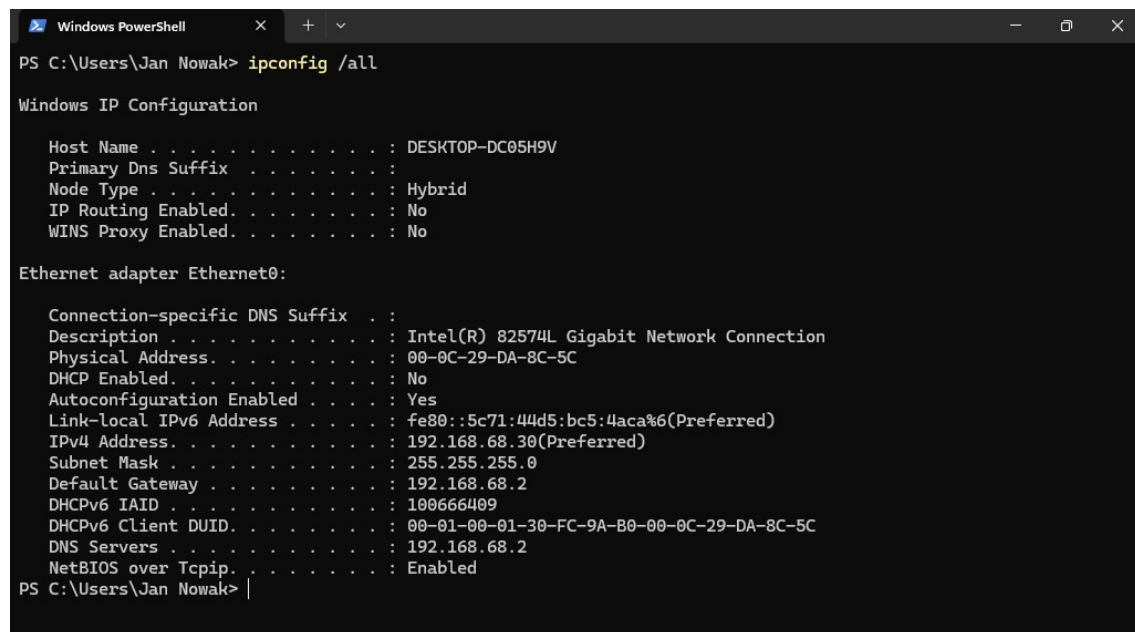 Windows PowerShell
PS C:\Users\Jan Nowak> ipconfig /all
Windows IP Configuration
Host Name . . . . . . . . . . . . : DESKTOP-DC05H9V
Primary Dns Suffix  . . . . . . . :
Node Type . . . . . . . . . . . . : Hybrid
IP Routing Enabled. . . . . . . . : No
WINS Proxy Enabled. . . . . . . . : No
Ethernet adapter Ethernet0:
Connection-specific DNS Suffix  . :
Description . . . . . . . . . . . : Intel(R) 82574L Gigabit Network Connection
Physical Address. . . . . . . . . : 00-0C-29-DA-8C-5C
DHCP Enabled. . . . . . . . . . . : No
Autoconfiguration Enabled . . . . : Yes
Link-local IPv6 Address . . . . . : fe80::5c71:44d5:bc5:4aca%6(Preferred)
IPv4 Address. . . . . . . . . . . : 192.168.68.30(Preferred)
Subnet Mask . . . . . . . . . . . : 255.255.255.0
Default Gateway . . . . . . . . . : 192.168.68.2
DHCPv6 IAID . . . . . . . . . . . : 100666409
DHCPv6 Client DUID. . . . . . . . : 00-01-00-01-30-FC-9A-B0-00-0C-29-DA-8C-5C
DNS Servers . . . . . . . . . . . : 192.168.68.2
NetBIOS over Tcpip. . . . . . . . : Enabled
PS C:\Users\Jan Nowak>